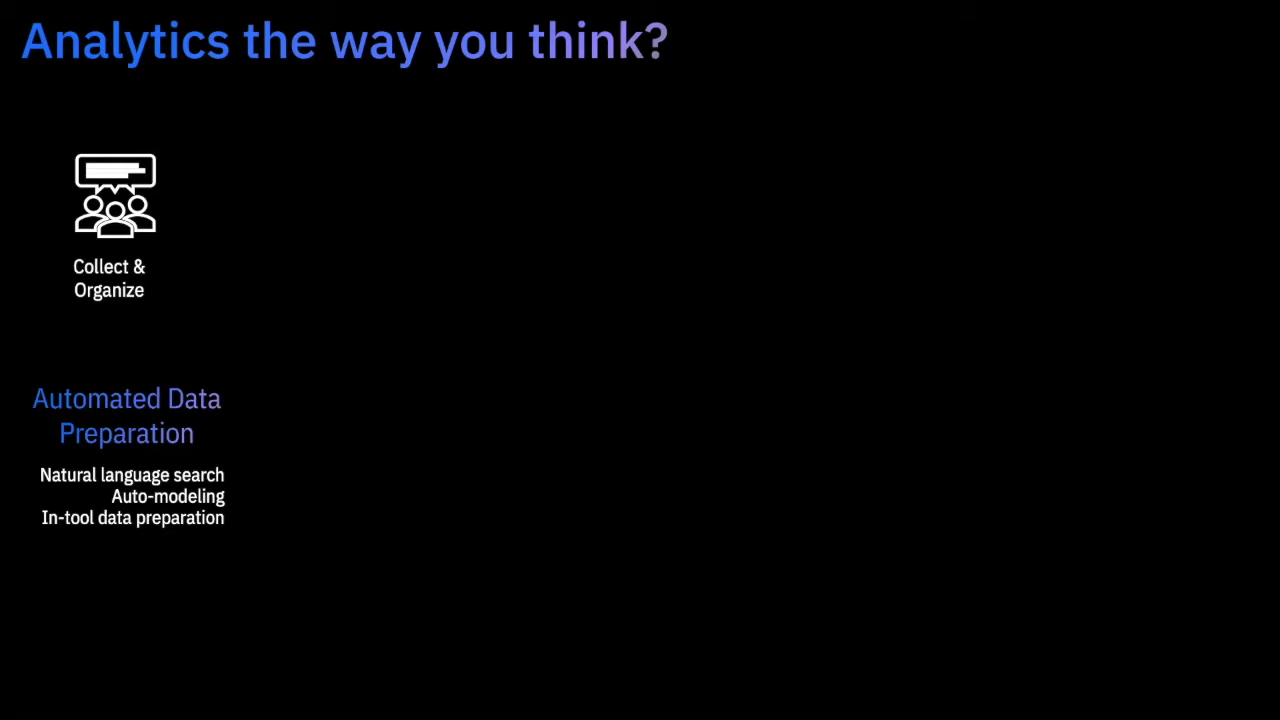 Analytics the way you think?
Collect &
Organize
Automated Data
Preparation
Natural language search
Auto-modeling
In-tool data preparation